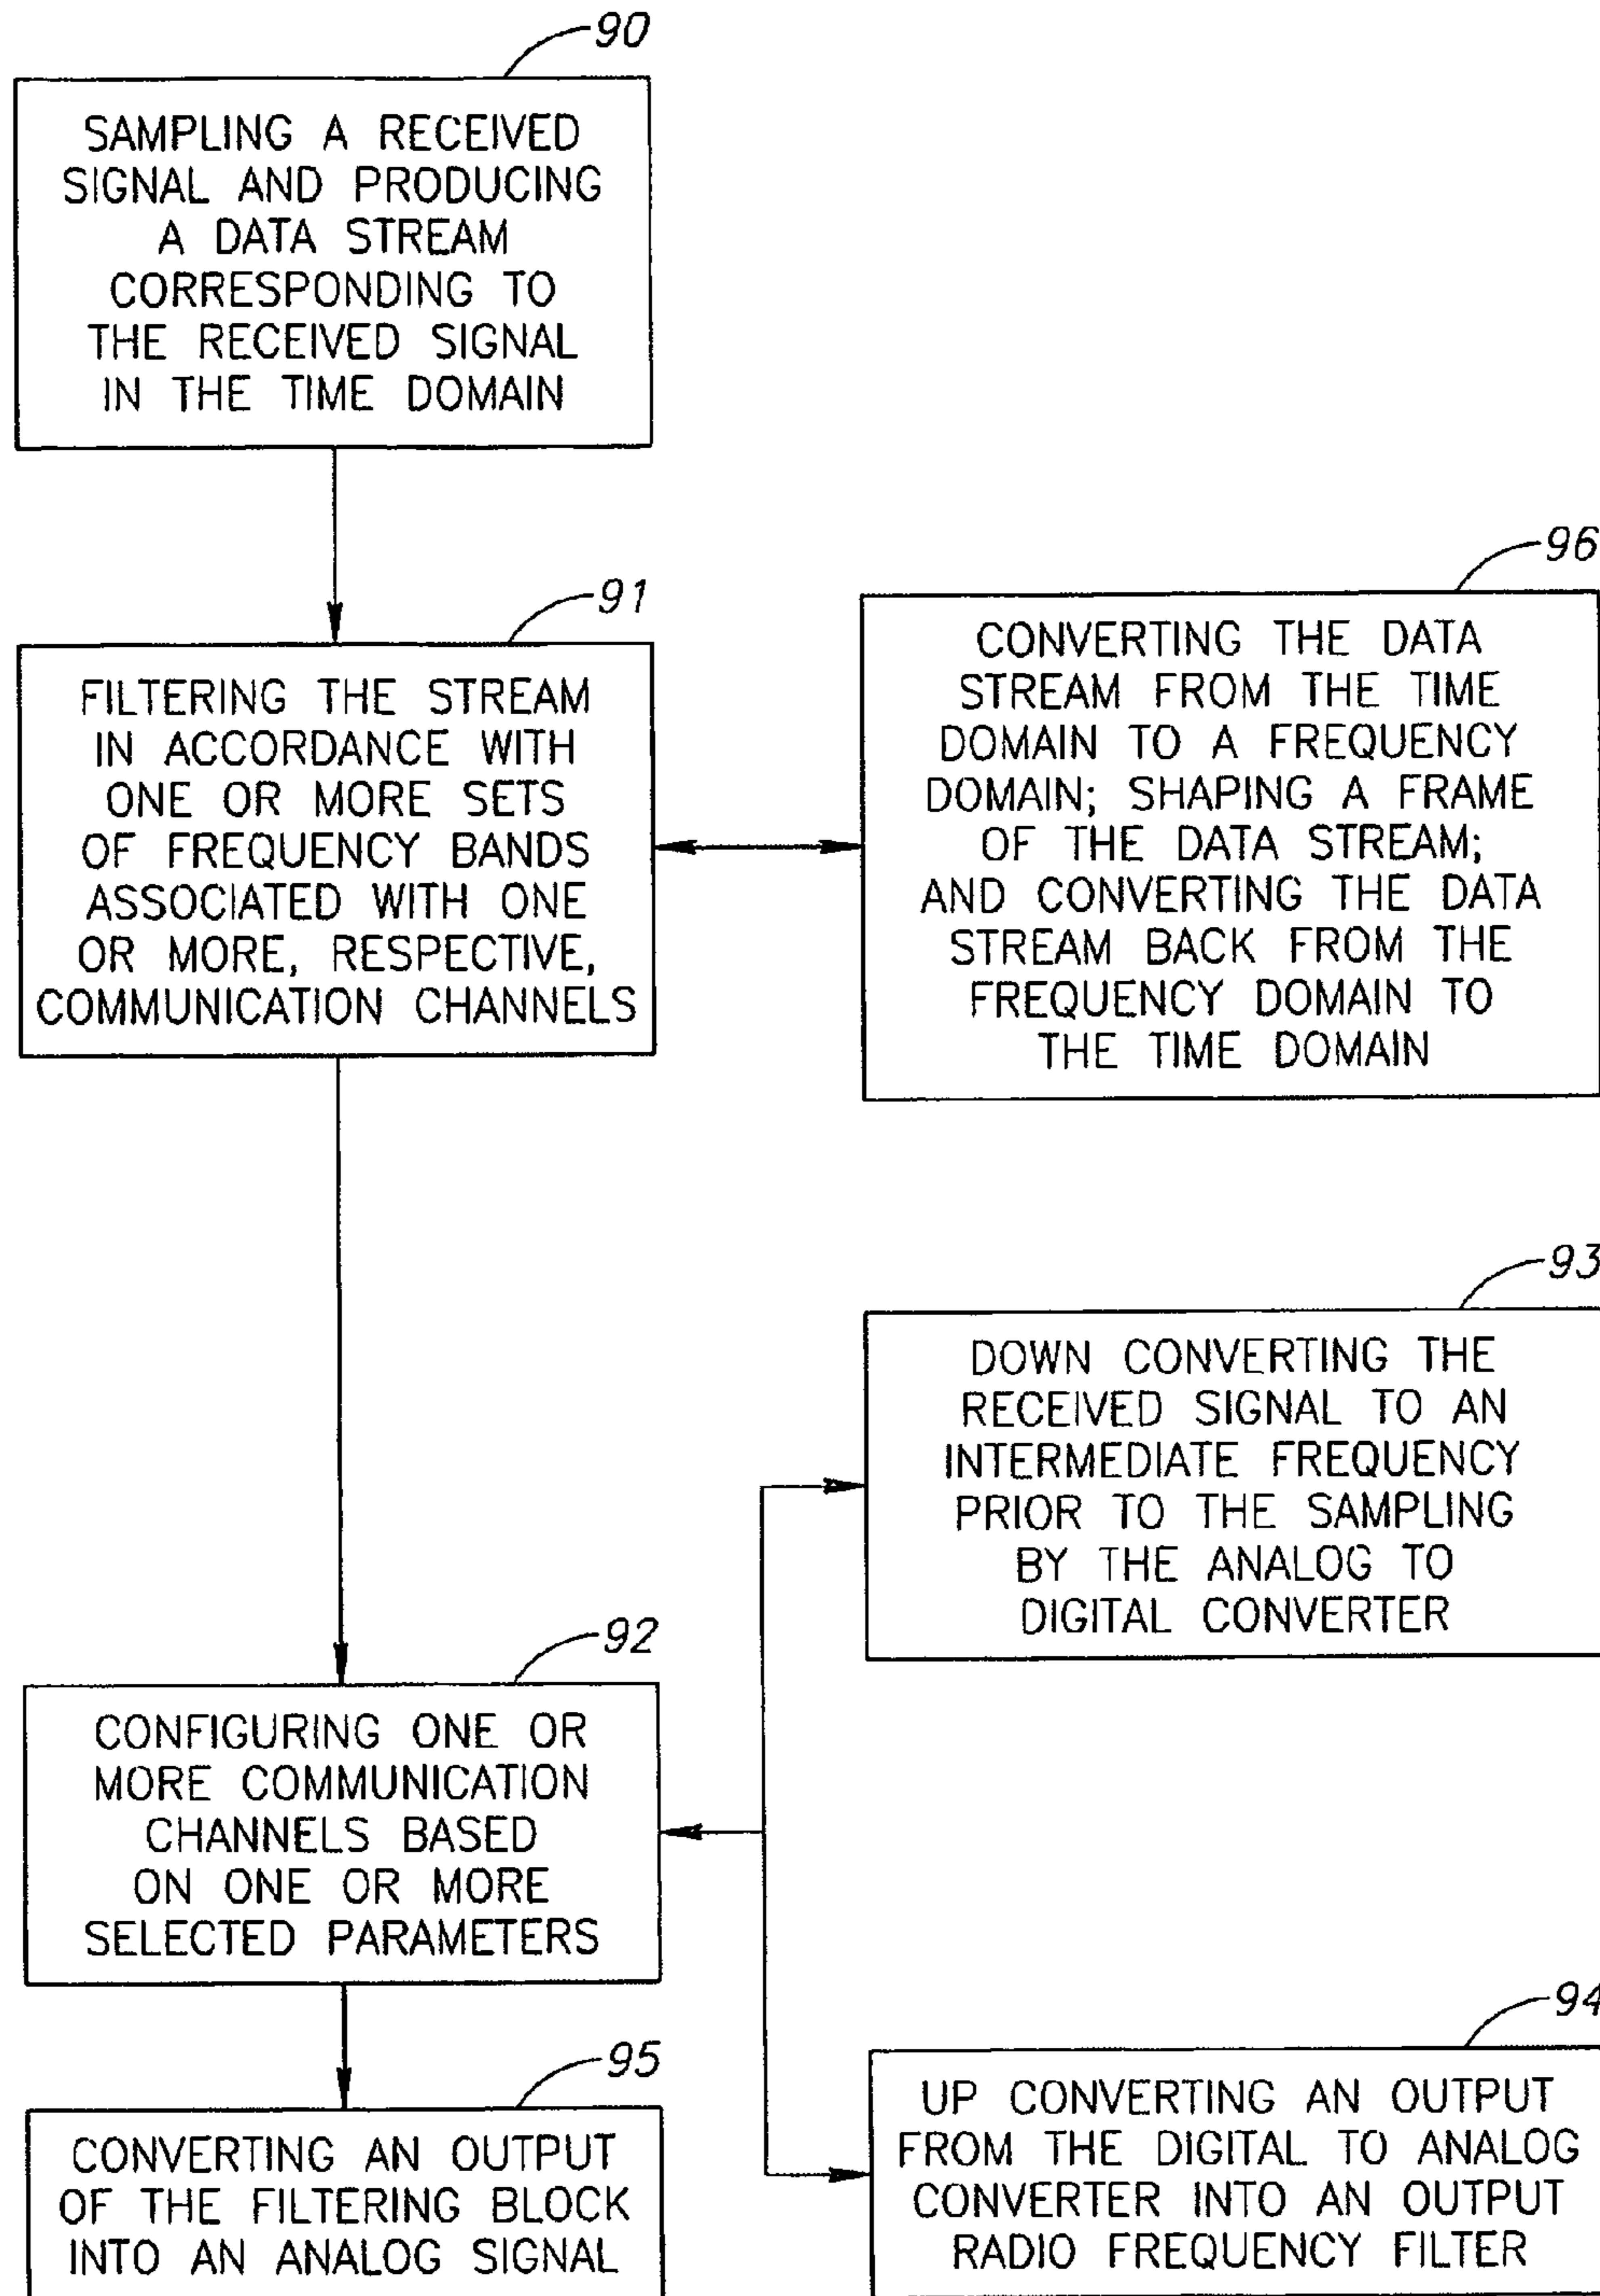 90
SAMPLING A RECEIVED
SIGNAL AND PRODUCING
A DATA STREAM
CORRESPONDING TO
THE RECEIVED SIGNAL
IN THE TIME DOMAIN
91
FILTERING THE STREAM
IN ACCORDANCE WITH
ONE OR MORE SETS
OF FREQUENCY BANDS
ASSOCIATED WITH ONE
OR MORE, RESPECTIVE,
COMMUNICATION CHANNELS
96
CONVERTING THE DATA
STREAM FROM THE TIME
DOMAIN TO A FREQUENCY
DOMAIN; SHAPING A FRAME
OF THE DATA STREAM;
AND CONVERTING THE DATA
STREAM BACK FROM THE
FREQUENCY DOMAIN TO
THE TIME DOMAIN
93
DOWN CONVERTING THE
RECEIVED SIGNAL TO AN
INTERMEDIATE FREQUENCY
PRIOR TO THE SAMPLING
BY THE ANALOG TO
DIGITAL CONVERTER
92
CONFIGURING ONE OR
MORE COMMUNICATION
CHANNELS BASED
ON ONE OR MORE
SELECTED PARAMETERS
94
UP CONVERTING AN OUTPUT
FROM THE DIGITAL TO ANALOG
CONVERTER INTO AN OUTPUT
RADIO FREQUENCY FILTER
95
CONVERTING AN OUTPUT
OF THE FILTERING BLOCK
INTO AN ANALOG SIGNAL